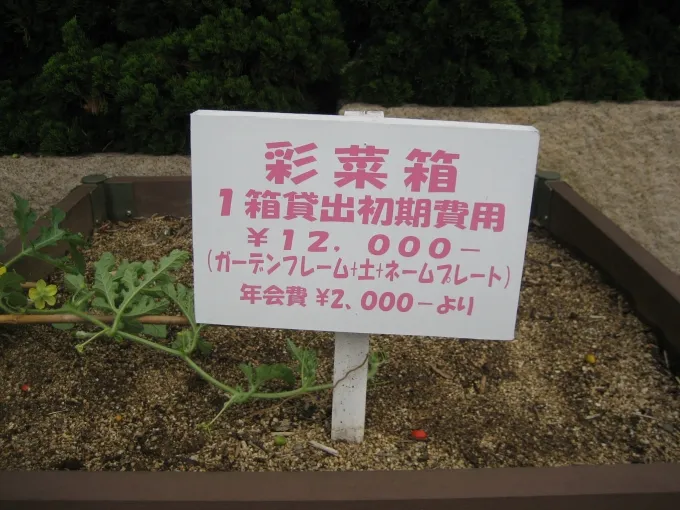 彩菜箱
1箱貸出初期費用
¥12.000-
(ガーデンフレーム+土+ネームプレート)
年会費 ¥2、000-より